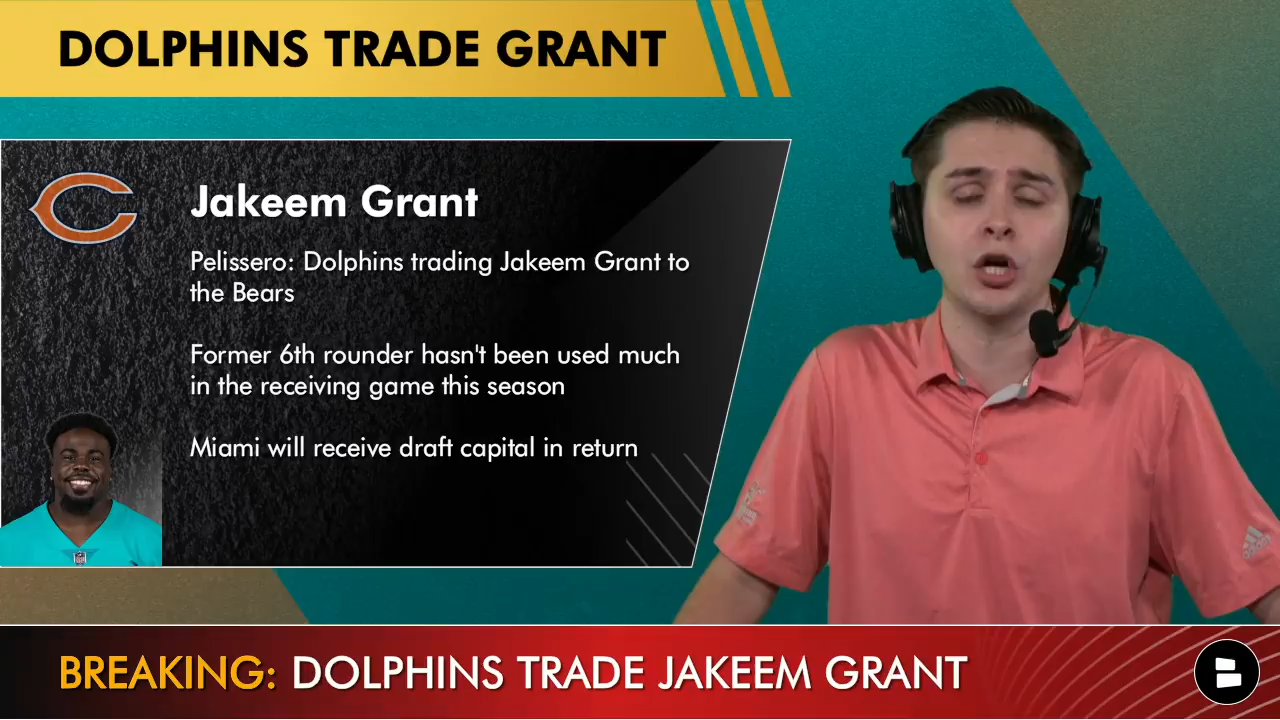 DOLPHINS TRADE GRANT
Jakeem Grant
Pelissero: Dolphins trading Jakeem Grant to
the Bears
Former 6th rounder hasn't been used much
in the receiving game this season
Miami will receive draft capital in return
BREAKING: DOLPHINS TRADE JAKEEM GRANT